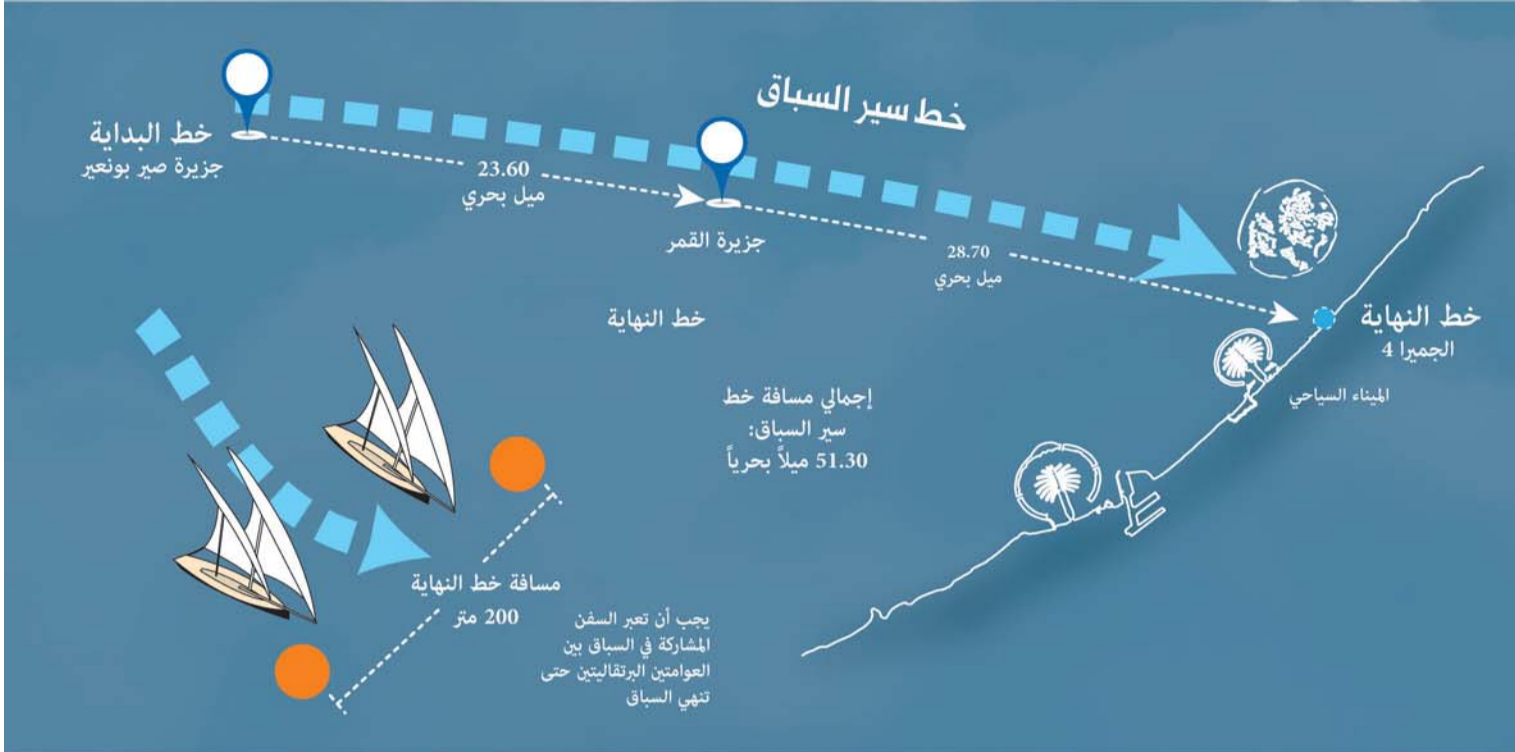 خط سير السباق
خط البداية
جزيرة صير بونعير
23.60
ميل بحري
جزيرة القمر
28.70
ميل بحري
خط النهاية
الجميرا 4
الميناء السياحي
خط النهاية
إجمالي مسافة خط
سير السباق:
51.30 ميلاً بحرياً
مسافة خط النهاية
200 متر
يجب أن تعبر السفن
المشاركة في السباق بين
العوامتين البرتقاليتين حتى
تنهي السباق